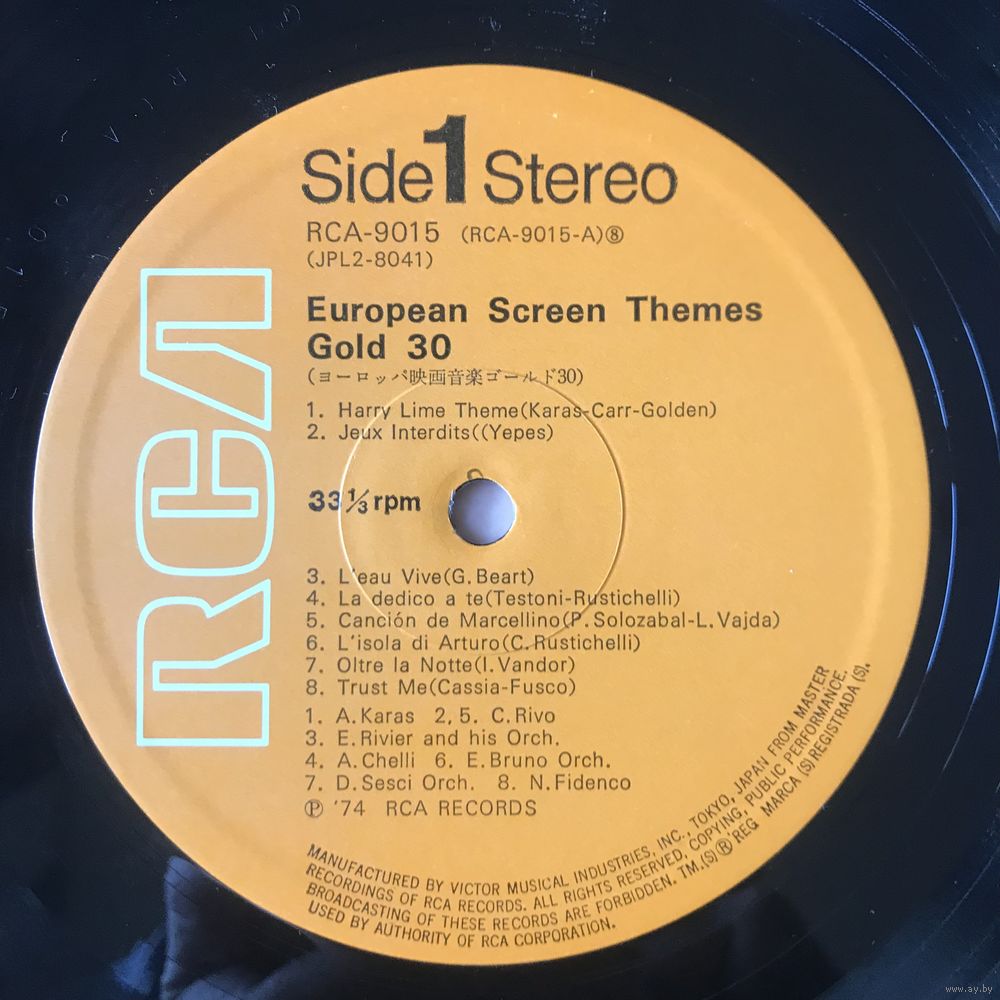 Side 1 Stereo
RCA-9015 (RCA-9015-A)⑧
(JPL2-8041)
RCA
European Screen Themes
Gold 30
(ヨーロッパ映画音楽ゴールド30)
1. Harry Lime Theme(Karas-Carr-Golden)
2. Jeux Interdits((Yepes)
33⅓rpm
3. L'eau Vive(G.Beart)
4. La dedico a te(Testoni-Rustichelli)
5. Canción de Marcellino(P.Solozabal-L.Vajda)
6. L'isola di Arturo(C.Rustichelli)
7. Oltre la Notte(I.Vandor)
8. Trust Me(Cassia-Fusco)
1. A.Karas 2,5. C.Rivo
3. E.Rivier and his Orch.
4. A.Chelli 6. E.Bruno Orch.
7. D.Sesci Orch. 8. N.Fidenco
℗ '74 RCA RECORDS
MANUFACTURED BY VICTOR MUSICAL INDUSTRIES, INC., TOKYO, JAPAN FROM MASTER
RECORDINGS OF RCA RECORDS. ALL RIGHTS RESERVED, COPYING, PUBLIC PERFORMANCE,
BROADCASTING OF THESE RECORDS ARE FORBIDDEN. TM.(S) ® REG MARCA (S) REGISTRADA (S).
USED BY AUTHORITY OF RCA CORPORATION.
www.ay.by